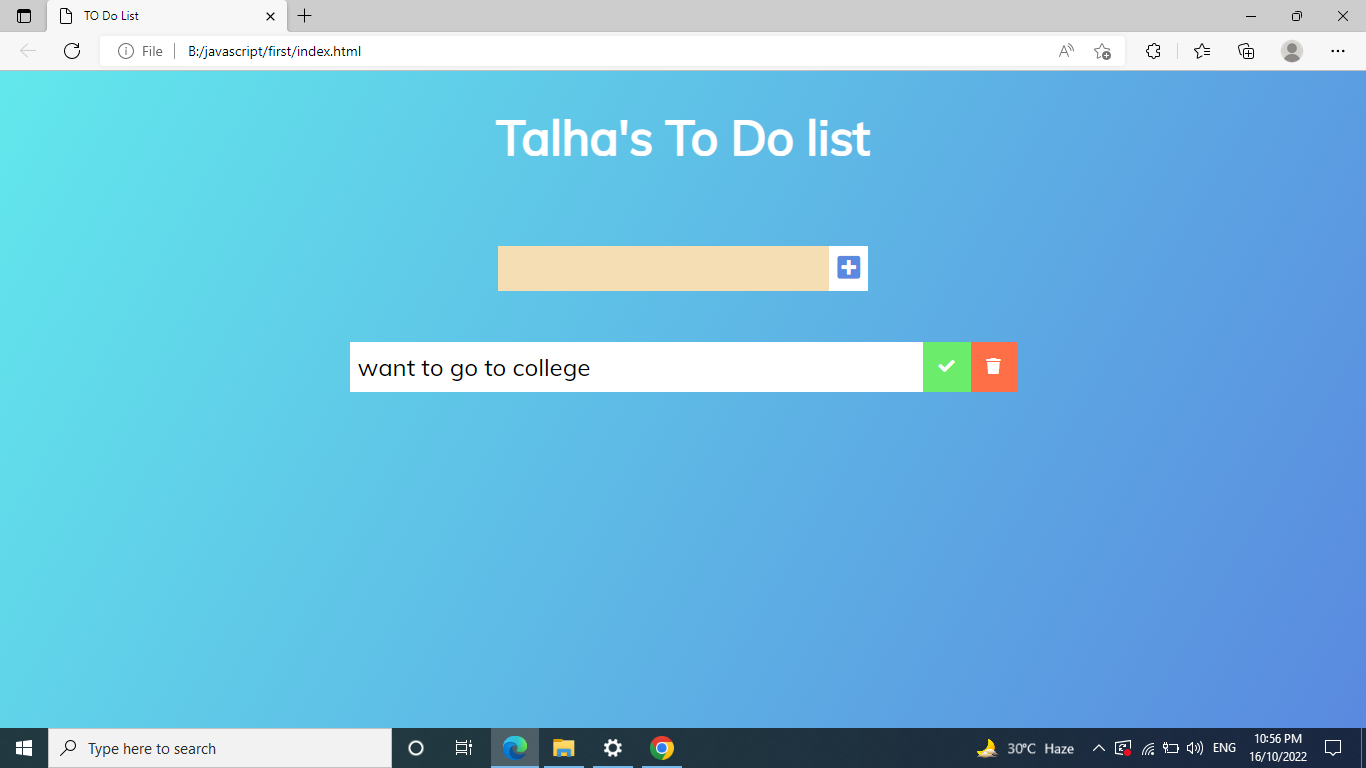 TO Do List
File
B:/javascript/first/index.html
Talha's To Do list
want to go to college
Type here to search
30°C Haze
ENG
10:56 PM
16/10/2022